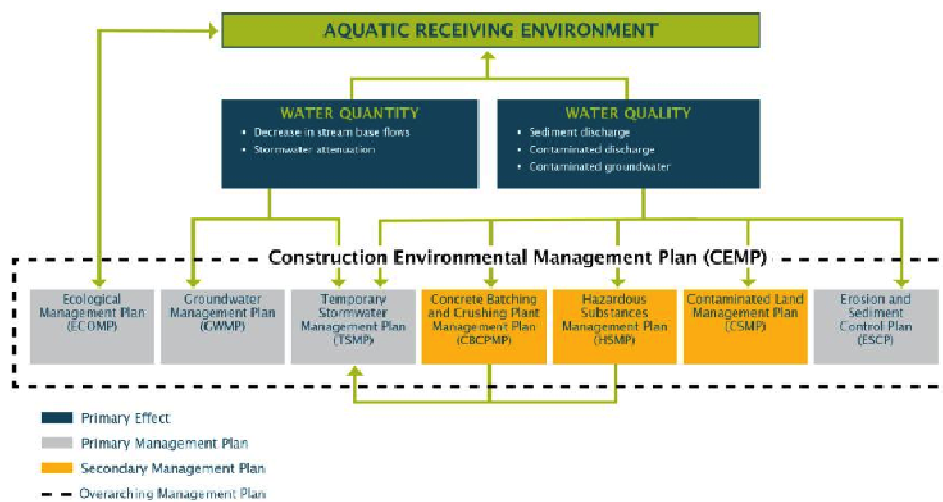 AQUATIC RECEIVING ENVIRONMENT
WATER QUANTITY
• Decrease in stream base flows
• Stormwater attenuation
WATER QUALITY
• Sediment discharge
• Contaminated discharge
• Contaminated groundwater
Construction Environmental Management Plan (CEMP)
Ecological
Management Plan
(ECOMP)
Groundwater
Management Plan
(GWMP)
Temporary
Stormwater
Management Plan
(TSMP)
Concrete Batching
and Crushing Plant
Management Plan
(CBCPMP)
Hazardous
Substances
Management Plan
(HSMP)
Contaminated Land
Management Plan
(CSMP)
Erosion and
Sediment
Control Plan
(ESCP)
Primary Effect
Primary Management Plan
Secondary Management Plan
Overarching Management Plan